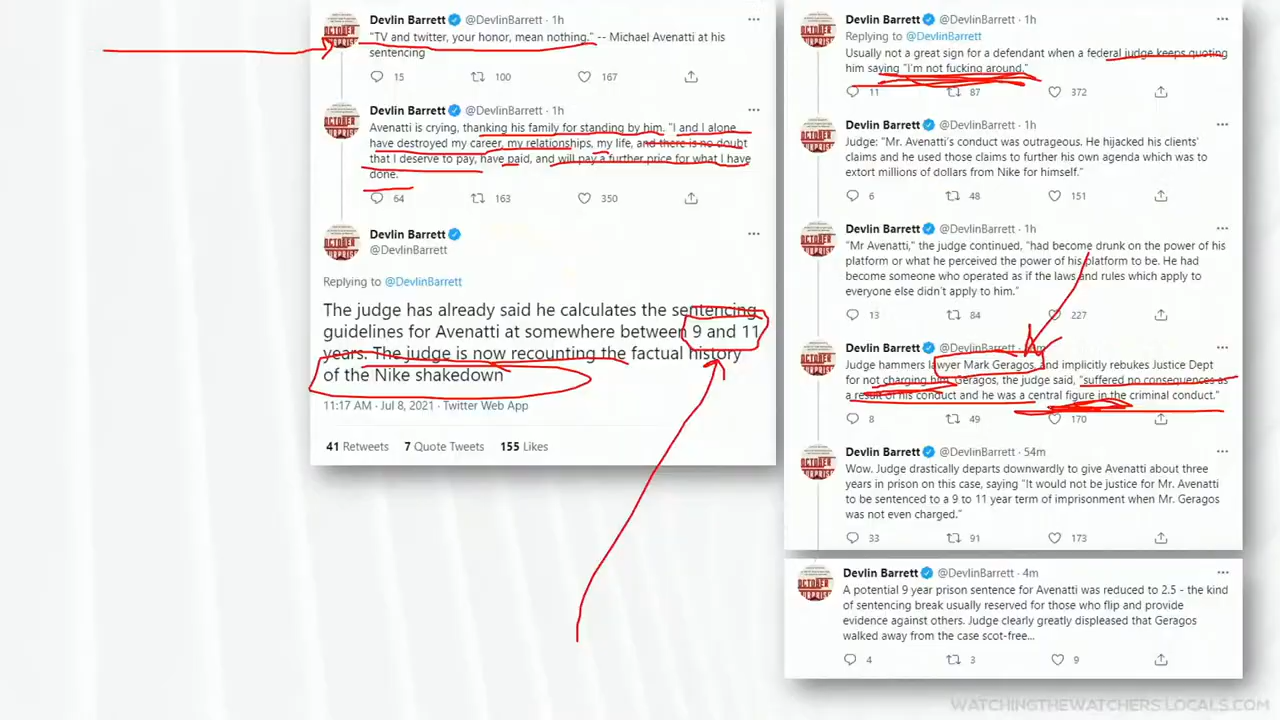 Devlin Barrett @DevlinBarrett · 1h
"TV and twitter, your honor, mean nothing." -- Michael Avenatti at his
sentencing
15 100 167
Devlin Barrett @DevlinBarrett · 1h
Avenatti is crying, thanking his family for standing by him. "I and I alone
have destroyed my career, my relationships, my life, and there is no doubt
that I deserve to pay, have paid, and will pay a further price for what I have
done.
64 163 350
Devlin Barrett
@DevlinBarrett
Replying to @DevlinBarrett
The judge has already said he calculates the sentencing
guidelines for Avenatti at somewhere between 9 and 11
years. The judge is now recounting the factual history
of the Nike shakedown
11:17 AM · Jul 8, 2021 · Twitter Web App
41 Retweets 7 Quote Tweets 155 Likes
Devlin Barrett @DevlinBarrett · 1h
Replying to @DevlinBarrett
Usually not a great sign for a defendant when a federal judge keeps quoting
him saying "I'm not fucking around."
11 87 372
Devlin Barrett @DevlinBarrett · 1h
Judge: "Mr. Avenatti's conduct was outrageous. He hijacked his clients'
claims and he used those claims to further his own agenda which was to
extort millions of dollars from Nike for himself."
6 48 151
Devlin Barrett @DevlinBarrett · 1h
"Mr Avenatti," the judge continued, "had become drunk on the power of his
platform or what he perceived the power of his platform to be. He had
become someone who operated as if the laws and rules which apply to
everyone else didn't apply to him."
13 84 227
Devlin Barrett @DevlinBarrett
Judge hammers lawyer Mark Geragos, and implicitly rebukes Justice Dept
for not charging him. Geragos, the judge said, "suffered no consequences as
a result of his conduct and he was a central figure in the criminal conduct."
8 49 170
Devlin Barrett @DevlinBarrett · 54m
Wow. Judge drastically departs downwardly to give Avenatti about three
years in prison on this case, saying "It would not be justice for Mr. Avenatti
to be sentenced to a 9 to 11 year term of imprisonment when Mr. Geragos
was not even charged."
33 91 173
Devlin Barrett @DevlinBarrett · 4m
A potential 9 year prison sentence for Avenatti was reduced to 2.5 - the kind
of sentencing break usually reserved for those who flip and provide
evidence against others. Judge clearly greatly displeased that Geragos
walked away from the case scot-free...
4 3 9
WATCHINGTHEWATCHERS.LOCALS.COM